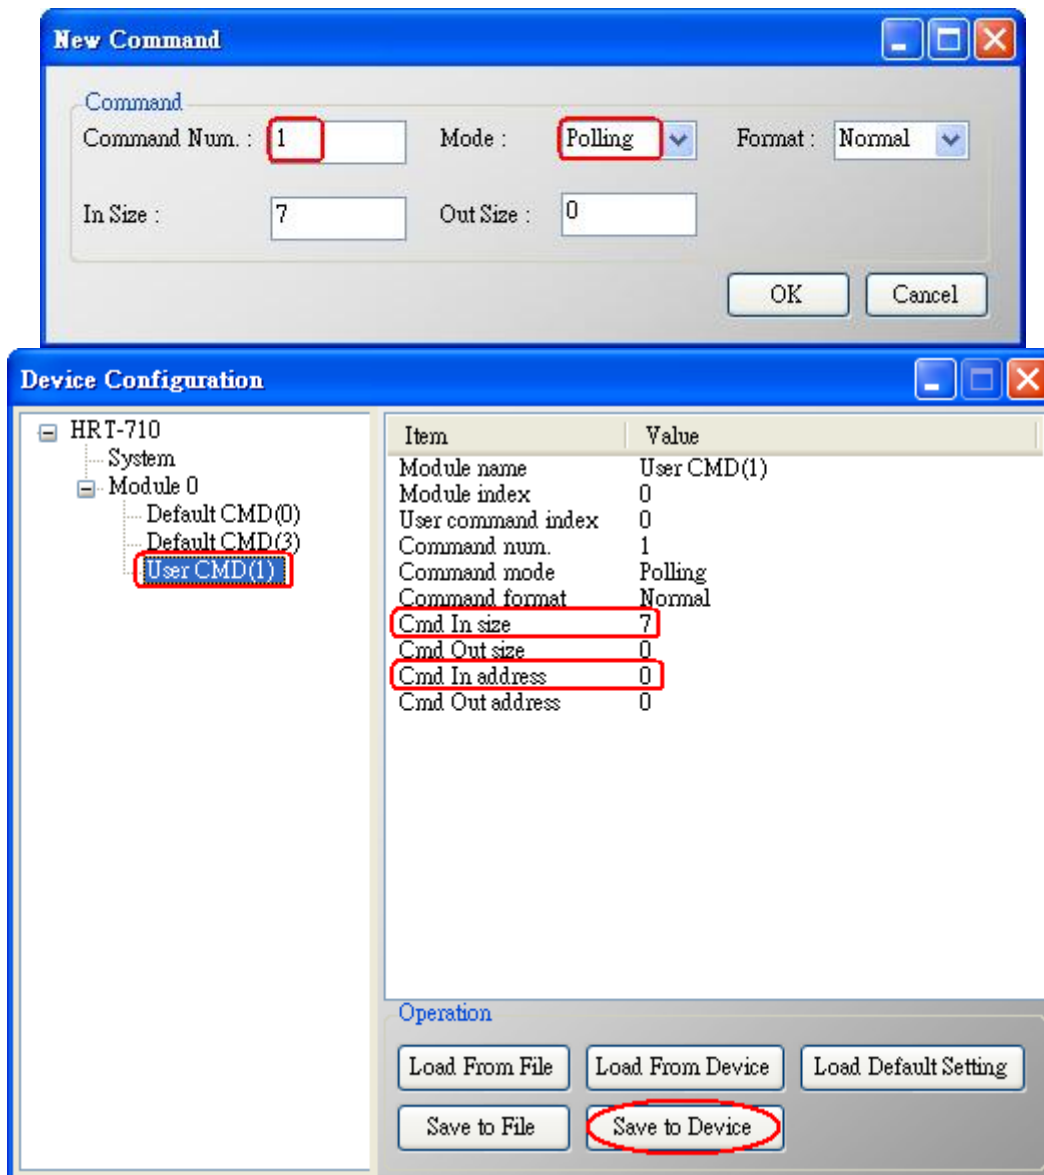 New Command
Command
Command Num. : 1 Mode : Polling Format : Normal
In Size : 7 Out Size : 0
OK Cancel
Device Configuration
HRT-710
System
Module 0
Default CMD(0)
Default CMD(3)
User CMD(1)
Item Value
Module name User CMD(1)
Module index 0
User command index 0
Command num. 1
Command mode Polling
Command format Normal
Cmd In size 7
Cmd Out size 0
Cmd In address 0
Cmd Out address 0
Operation
Load From File Load From Device Load Default Setting
Save to File Save to Device